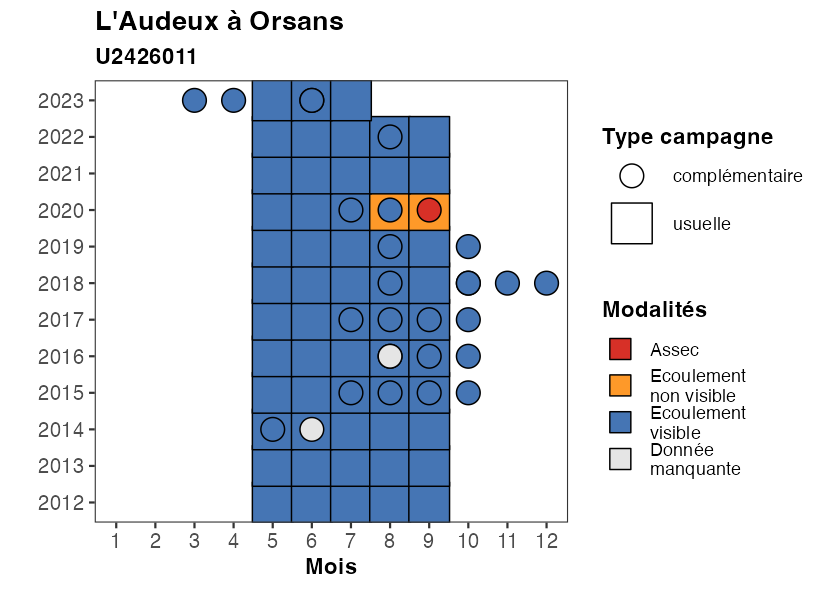 L'Audeux à Orsans
U2426011
2023
2022
2021
2020
2019
2018
2017
2016
2015
2014
2013
2012
1 2 3 4 5 6 7 8 9 10 11 12
Mois
Type campagne
complémentaire
usuelle
Modalités
Assec
Ecoulement
non visible
Ecoulement
visible
Donnée
manquante